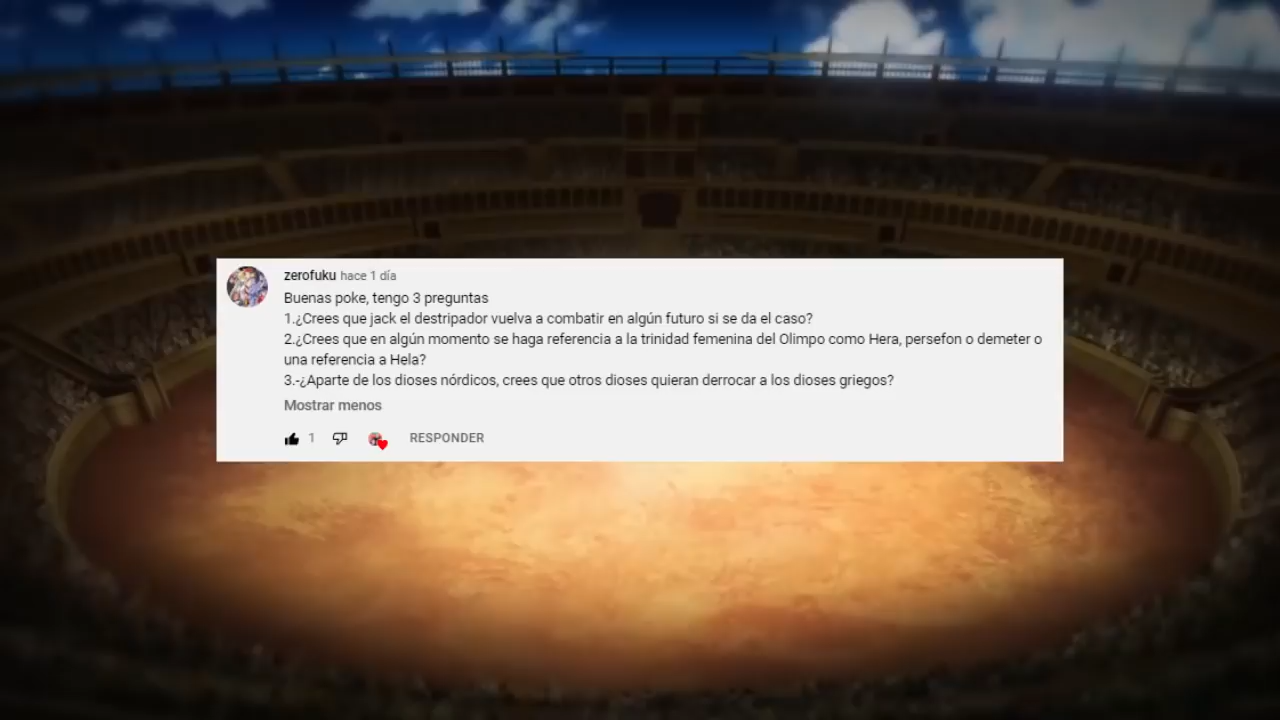 zerofuku hace 1 día
Buenas poke, tengo 3 preguntas
1.¿Crees que jack el destripador vuelva a combatir en algún futuro si se da el caso?
2.¿Crees que en algún momento se haga referencia a la trinidad femenina del Olimpo como Hera, persefon o demeter o
una referencia a Hela?
3.-¿Aparte de los dioses nórdicos, crees que otros dioses quieran derrocar a los dioses griegos?
Mostrar menos
1 RESPONDER